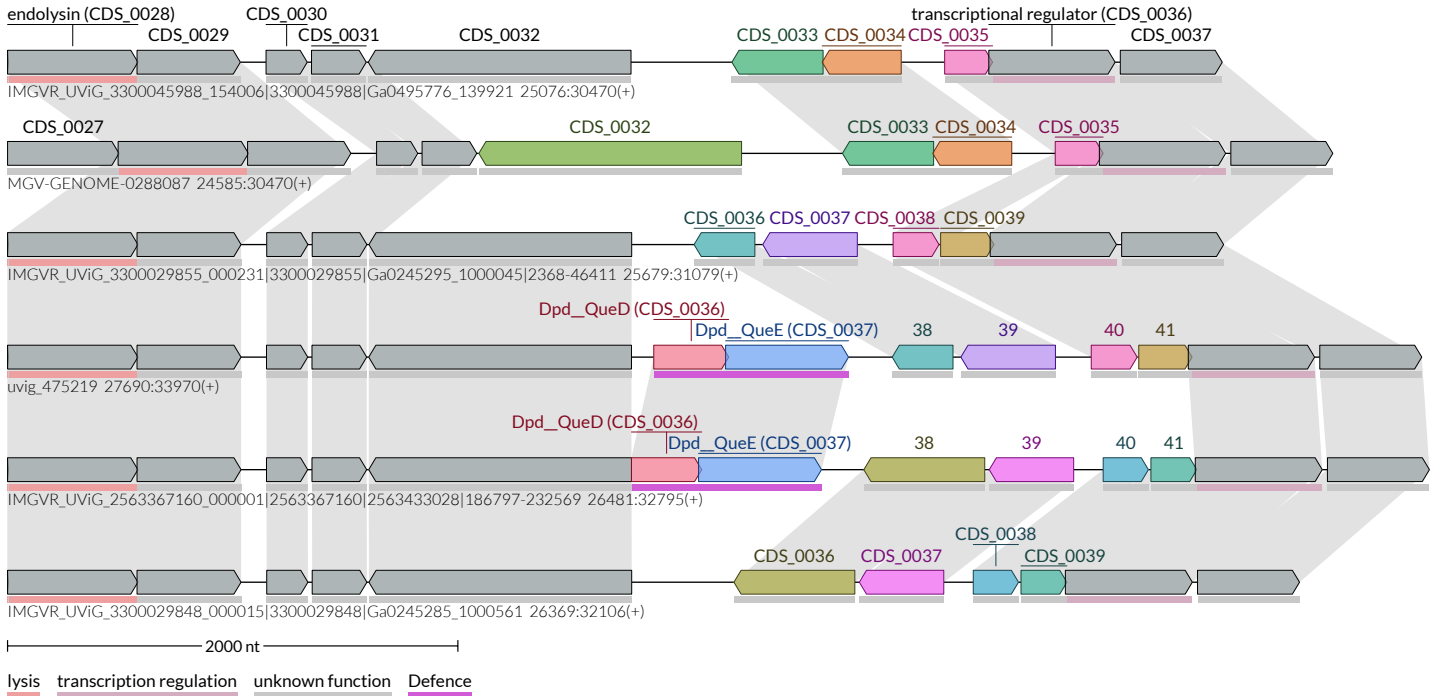 endolysin (CDS_0028) CDS_0030 transcriptional regulator (CDS_0036)
CDS_0029 CDS_0031 CDS_0032 CDS_0033 CDS_0034 CDS_0035 CDS_0037
IMGVR_UViG_3300045988_154006|3300045988|Ga0495776_139921 25076:30470(+)
CDS_0027 CDS_0032 CDS_0033 CDS_0034 CDS_0035
MGV-GENOME-0288087 24585:30470(+)
CDS_0036 CDS_0037 CDS_0038 CDS_0039
IMGVR_UViG_3300029855_000231|3300029855|Ga0245295_1000045|2368-46411 25679:31079(+)
Dpd__QueD (CDS_0036)
Dpd__QueE (CDS_0037) 38 39 40 41
uvig_475219 27690:33970(+)
Dpd__QueD (CDS_0036)
Dpd__QueE (CDS_0037) 38 39 40 41
IMGVR_UViG_2563367160_000001|2563367160|2563433028|186797-232569 26481:32795(+)
CDS_0038
CDS_0036 CDS_0037 CDS_0039
IMGVR_UViG_3300029848_000015|3300029848|Ga0245285_1000561 26369:32106(+)
2000 nt
lysis transcription regulation unknown function Defence